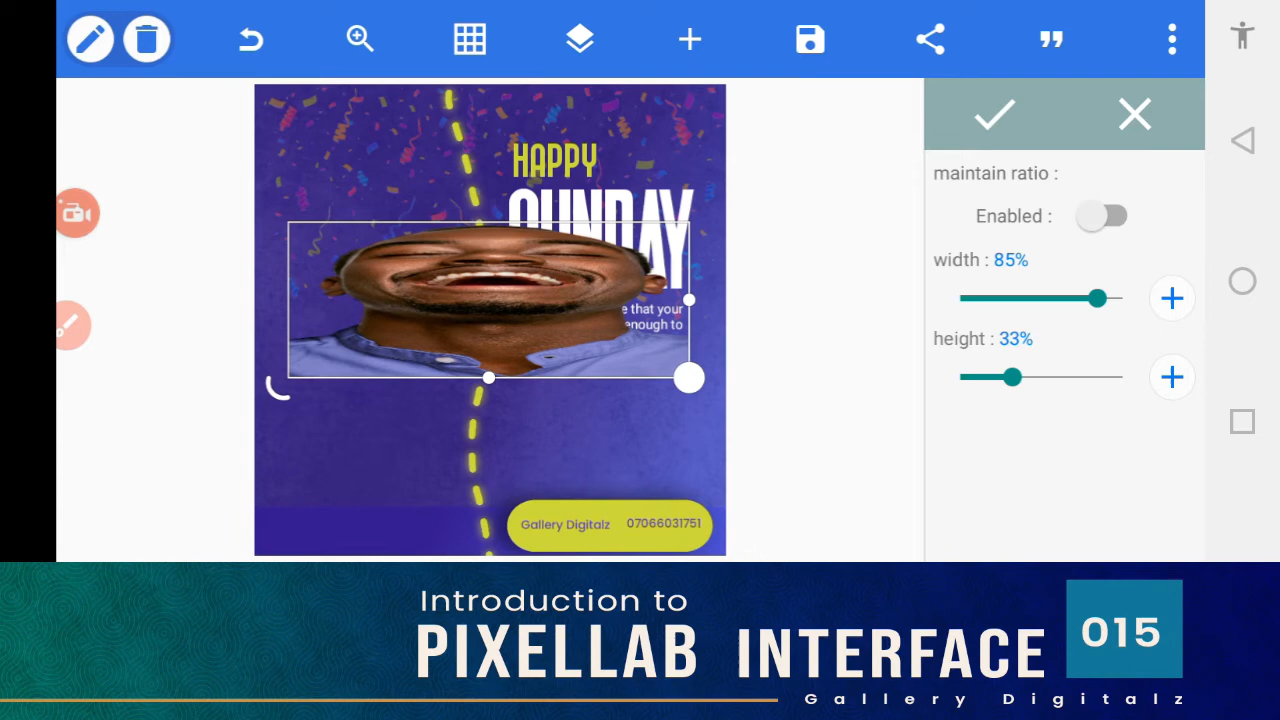 HAPPY
SUNDAY
e that your
enough to
Gallery Digitalz 07066031751
maintain ratio :
Enabled :
width : 85%
height : 33%
Introduction to
PIXELLAB INTERFACE
015
Gallery Digitalz